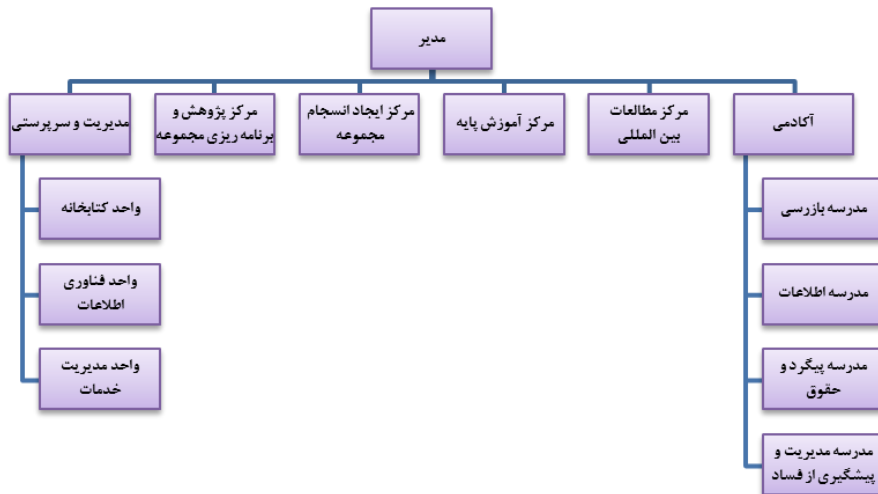 مدیر
آکادمی
مرکز مطالعات
بین المللی
مرکز آموزش پایه
مرکز ایجاد انسجام
مجموعه
مرکز پژوهش و
برنامه ریزی مجموعه
مدیریت و سرپرستی
مدرسه بازرسی
مدرسه اطلاعات
مدرسه پیگرد و
حقوق
مدرسه مدیریت و
پیشگیری از فساد
واحد کتابخانه
واحد فناوری
اطلاعات
واحد مدیریت
خدمات